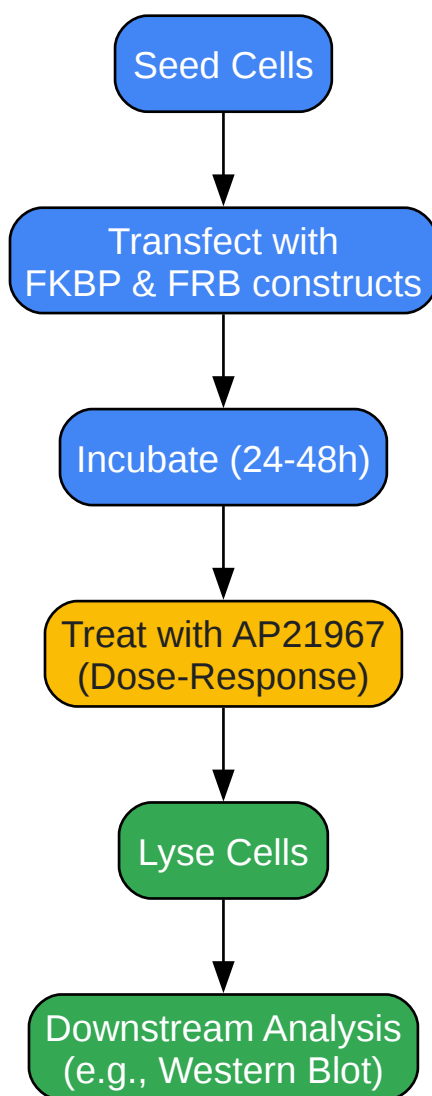 Seed Cells
Transfect with
FKBP & FRB constructs
Incubate (24-48h)
Treat with AP21967
(Dose-Response)
Lyse Cells
Downstream Analysis
(e.g., Western Blot)